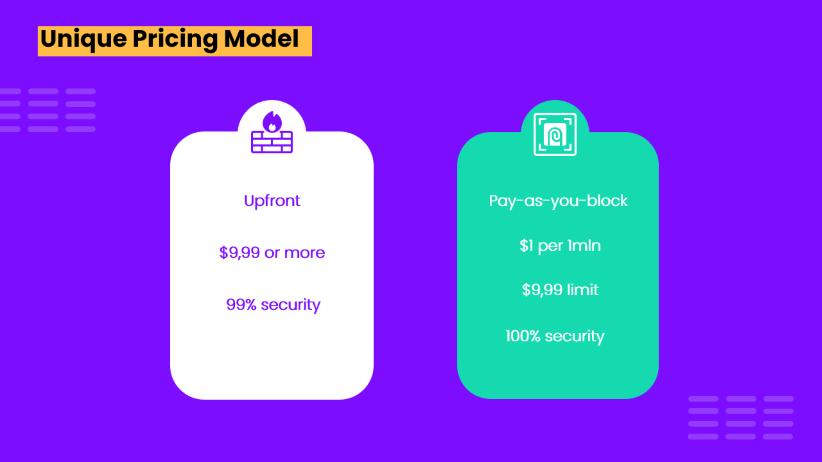 Unique Pricing Model
Upfront
$9,99 or more
99% security
Pay-as-you-block
$1 per 1mln
$9,99 limit
100% security